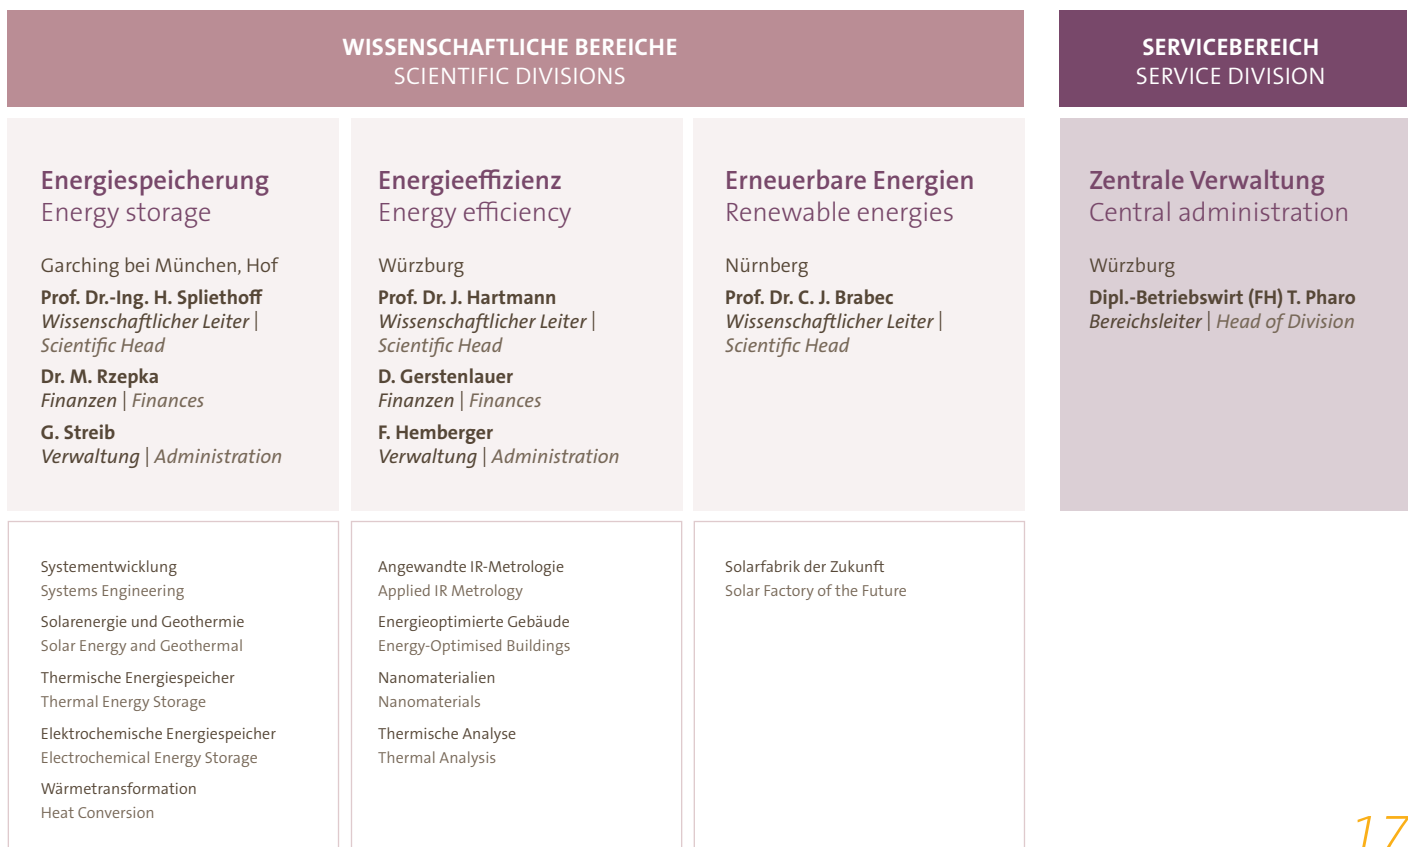 WISSENSCHAFTLICHE BEREICHE
SCIENTIFIC DIVISIONS
SERVICEBEREICH
SERVICE DIVISION
Energiespeicherung
Energy storage
Garching bei München, Hof
Prof. Dr.-Ing. H. Spliethoff
Wissenschaftlicher Leiter |
Scientific Head
Dr. M. Rzepka
Finanzen | Finances
G. Streib
Verwaltung | Administration
Energieeffizienz
Energy efficiency
Würzburg
Prof. Dr. J. Hartmann
Wissenschaftlicher Leiter |
Scientific Head
D. Gerstenlauer
Finanzen | Finances
F. Hemberger
Verwaltung | Administration
Erneuerbare Energien
Renewable energies
Nürnberg
Prof. Dr. C. J. Brabec
Wissenschaftlicher Leiter |
Scientific Head
Zentrale Verwaltung
Central administration
Würzburg
Dipl.-Betriebswirt (FH) T. Pharo
Bereichsleiter | Head of Division
Systementwicklung
Systems Engineering
Solarenergie und Geothermie
Solar Energy and Geothermal
Thermische Energiespeicher
Thermal Energy Storage
Elektrochemische Energiespeicher
Electrochemical Energy Storage
Wärmetransformation
Heat Conversion
Angewandte IR-Metrologie
Applied IR Metrology
Energieoptimierte Gebäude
Energy-Optimised Buildings
Nanomaterialien
Nanomaterials
Thermische Analyse
Thermal Analysis
Solarfabrik der Zukunft
Solar Factory of the Future
17